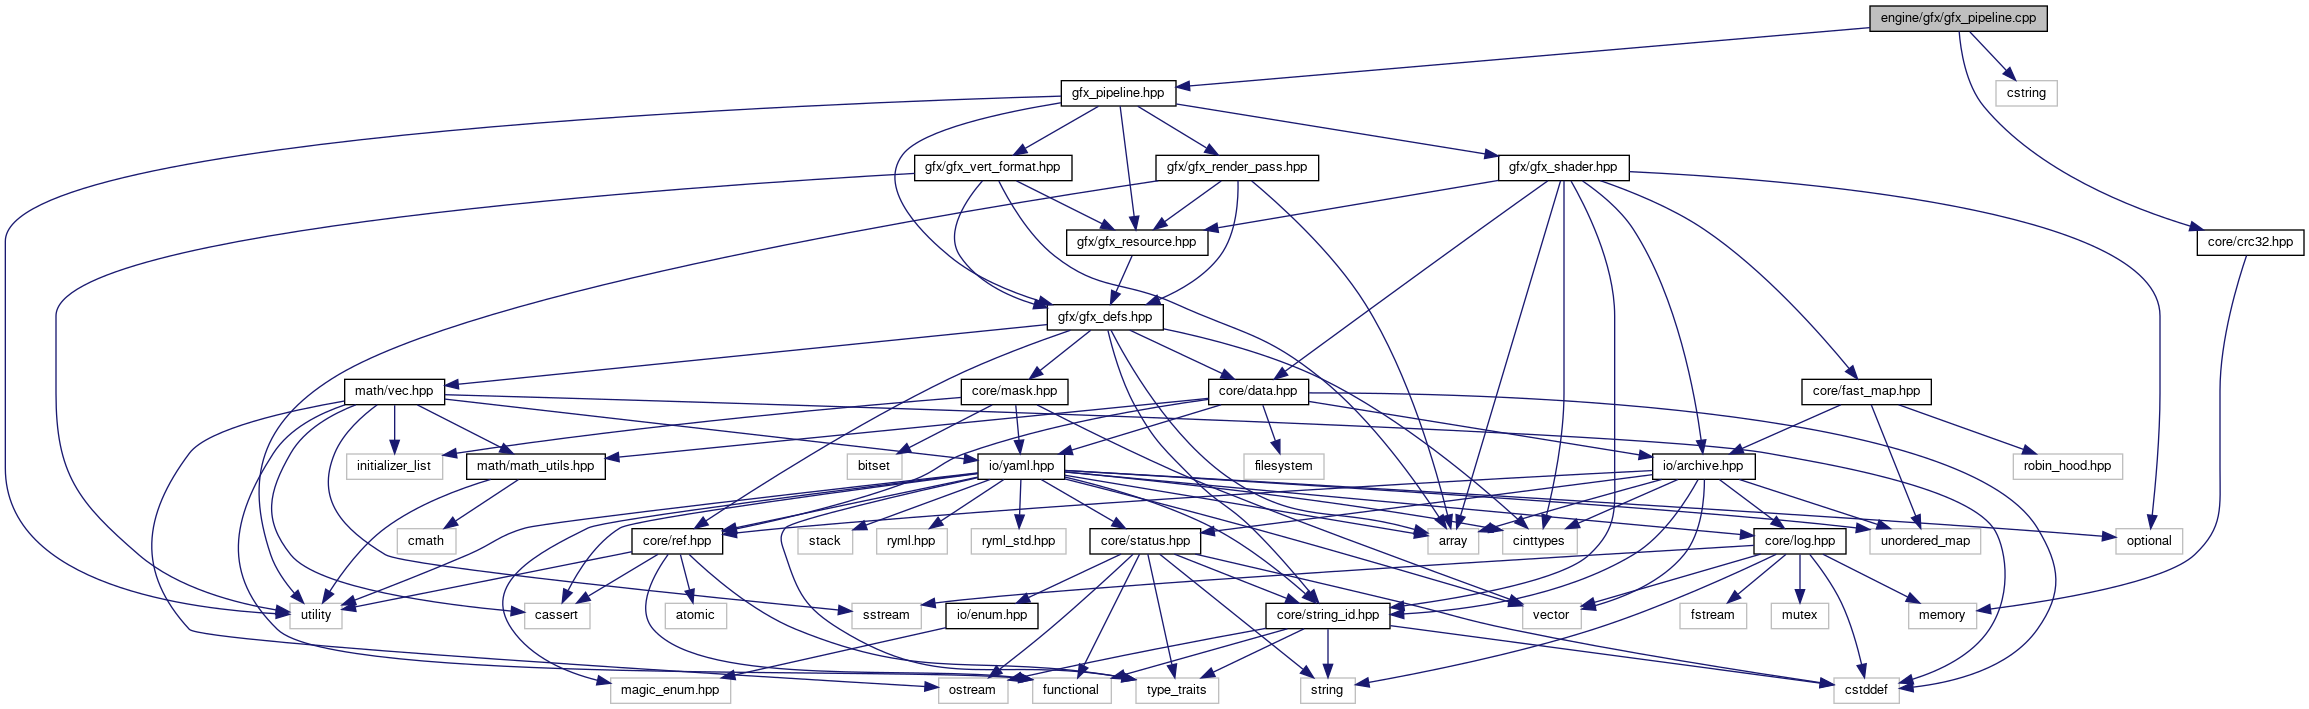 engine/gfx/gfx_pipeline.cpp
gfx_pipeline.hpp
cstring
gfx/gfx_vert_format.hpp
gfx/gfx_render_pass.hpp
gfx/gfx_shader.hpp
gfx/gfx_resource.hpp
core/crc32.hpp
gfx/gfx_defs.hpp
math/vec.hpp
core/mask.hpp
core/data.hpp
core/fast_map.hpp
initializer_list
math/math_utils.hpp
bitset
io/yaml.hpp
filesystem
io/archive.hpp
robin_hood.hpp
cmath
core/ref.hpp
stack
ryml.hpp
ryml_std.hpp
core/status.hpp
array
cinttypes
core/log.hpp
unordered_map
optional
utility
cassert
atomic
sstream
io/enum.hpp
core/string_id.hpp
vector
fstream
mutex
memory
magic_enum.hpp
ostream
functional
type_traits
string
cstddef